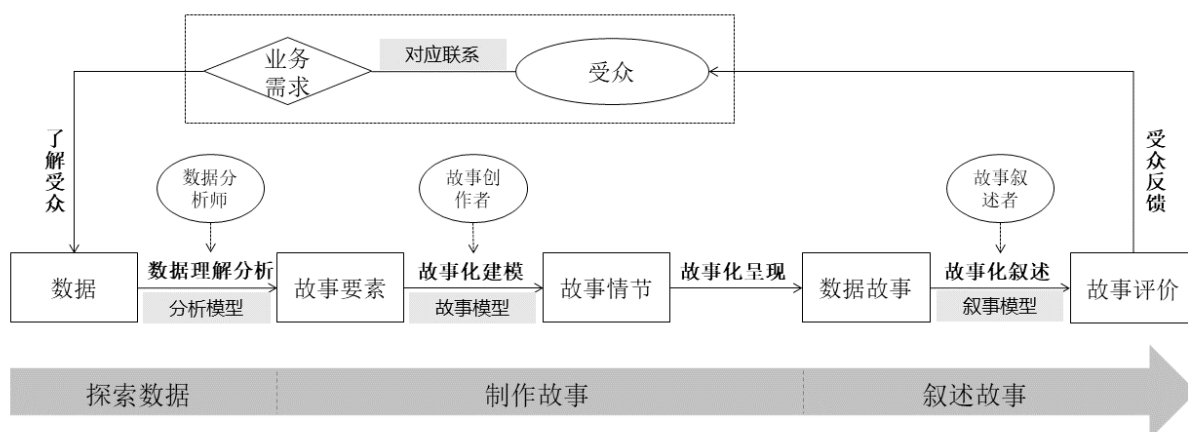 业务
需求
对应联系
受众
了解受众
数据分
析师
故事创
作者
故事叙
述者
受众反馈
数据
数据理解分析
分析模型
故事要素
故事化建模
故事模型
故事情节
故事化呈现
数据故事
故事化叙述
叙事模型
故事评价
探索数据
制作故事
叙述故事